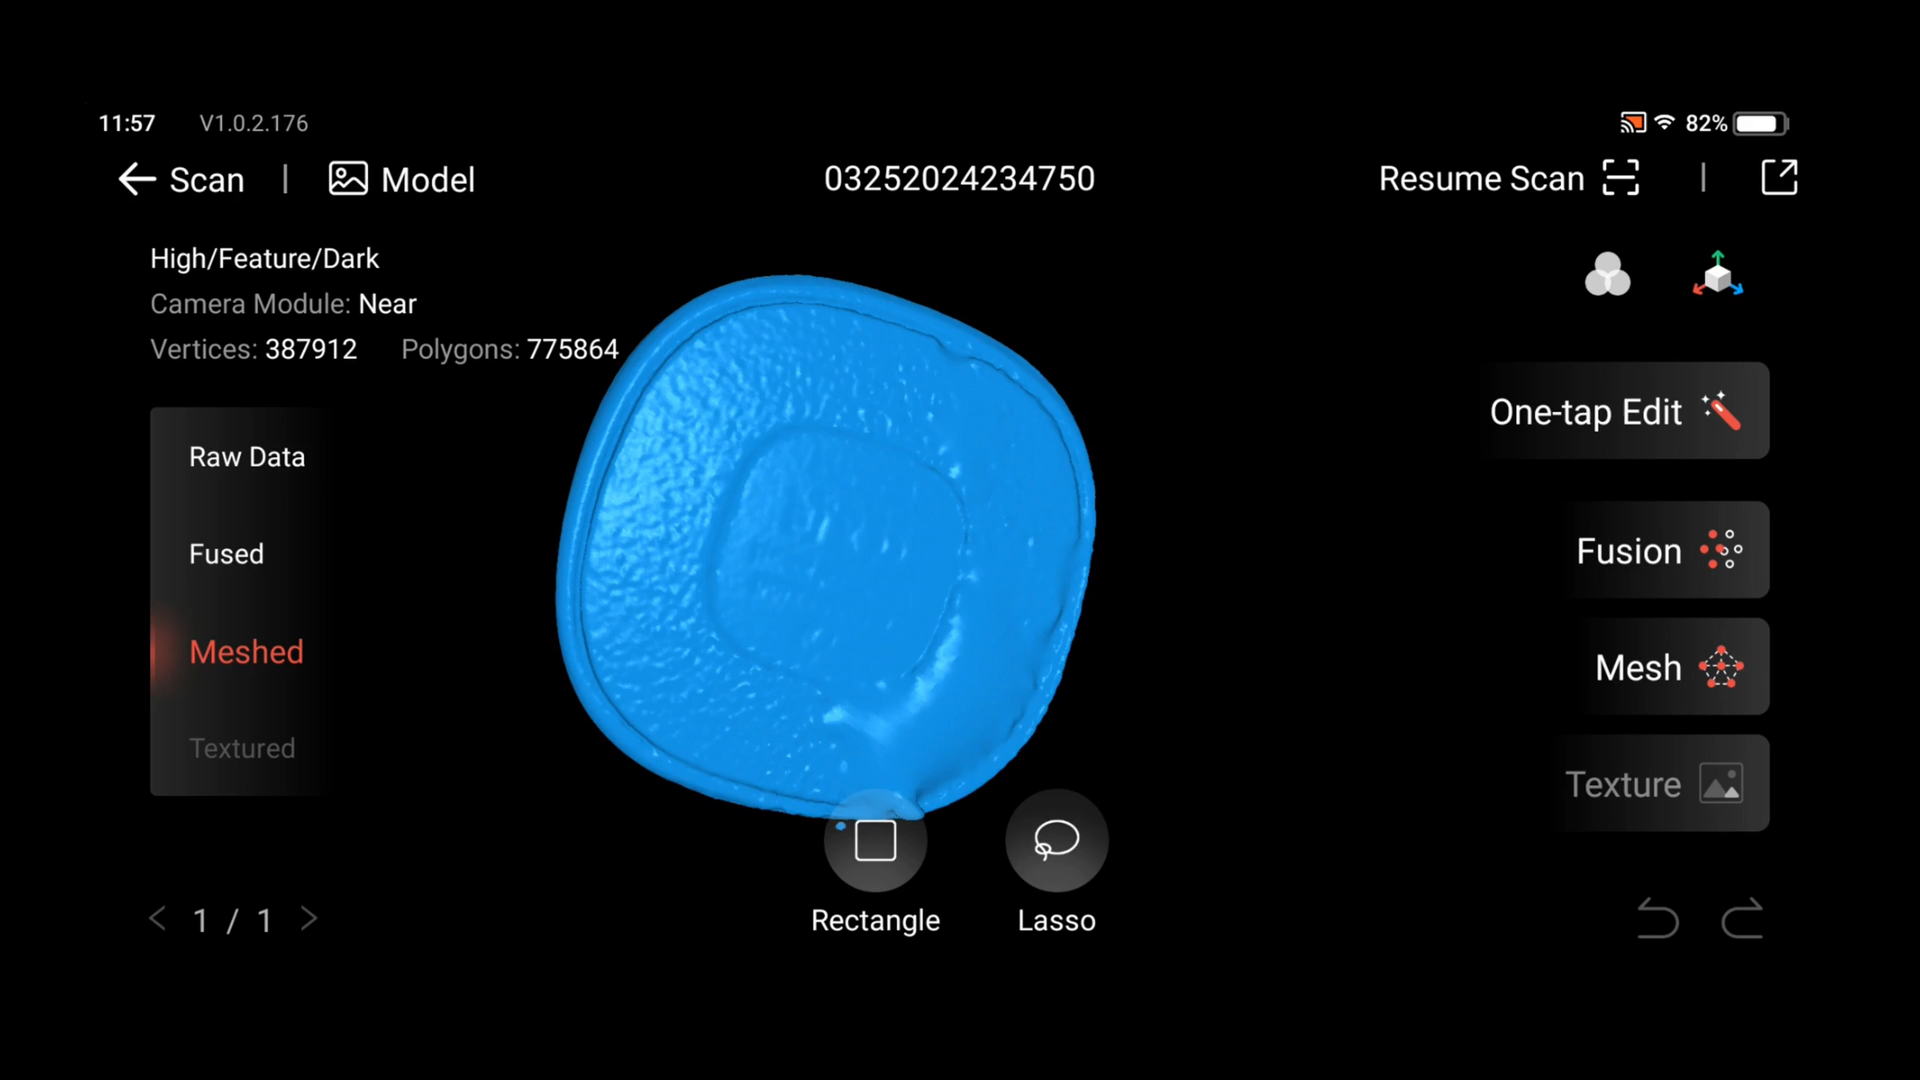 11:57 V1.0.2.176 82%
Scan | Model 03252024234750 Resume Scan |
High/Feature/Dark
Camera Module: Near
Vertices: 387912 Polygons: 775864
Raw Data
Fused
Meshed
Textured
One-tap Edit
Fusion
Mesh
Texture
< 1 / 1 >
Rectangle Lasso